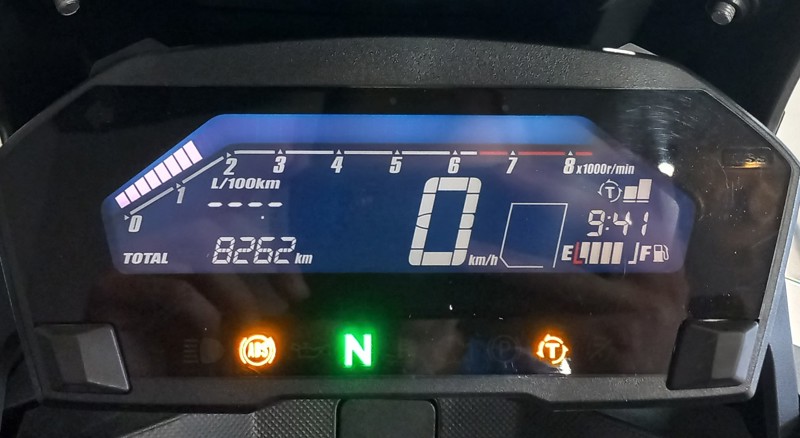 0 1 2 3 4 5 6 7 8 x1000r/min
L/100km
----
T
9:41
0 km/h
E F
TOTAL 8262 km
ABS N T